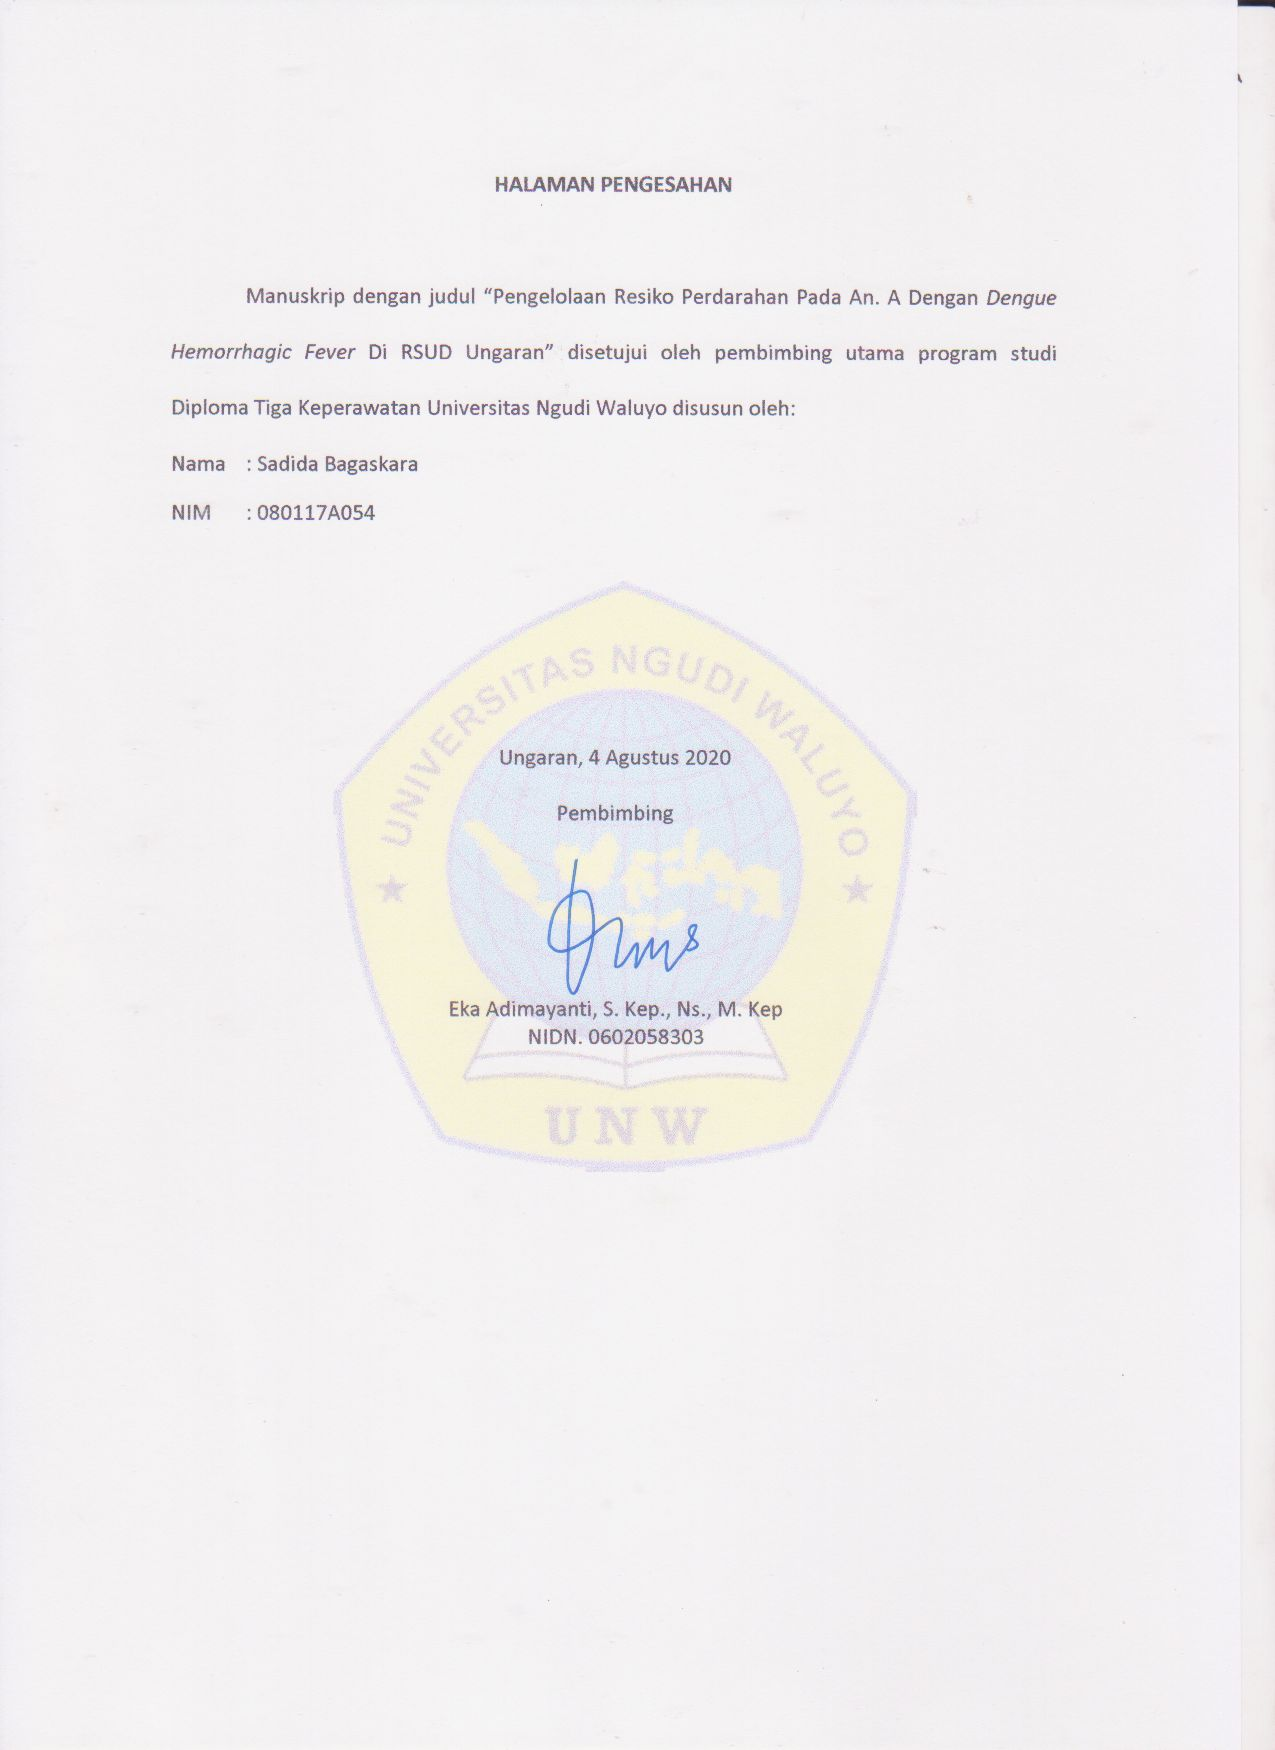 HALAMAN PENGESAHAN
Manuskrip dengan judul “Pengelolaan Resiko Perdarahan Pada An. A Dengan Dengue
Hemorrhagic Fever Di RSUD Ungaran” disetujui oleh pembimbing utama program studi
Diploma Tiga Keperawatan Universitas Ngudi Waluyo disusun oleh:
Nama : Sadida Bagaskara
NIM : 080117A054
UNIVERSITAS NGUDI WALUYO
Ungaran, 4 Agustus 2020
Pembimbing
Eka Adimayanti, S. Kep., Ns., M. Kep
NIDN. 0602058303
UNW